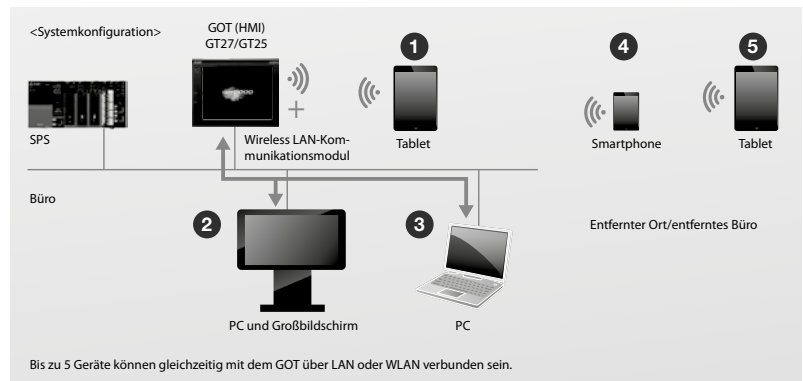 <Systemkonfiguration>
GOT (HMI)
GT27/GT25
1
4
5
SPS
+
Wireless LAN-Kom-
munikationsmodul
Tablet
Smartphone
Tablet
Büro
2
3
Entfernter Ort/entferntes Büro
PC und Großbildschirm
PC
Bis zu 5 Geräte können gleichzeitig mit dem GOT über LAN oder WLAN verbunden sein.